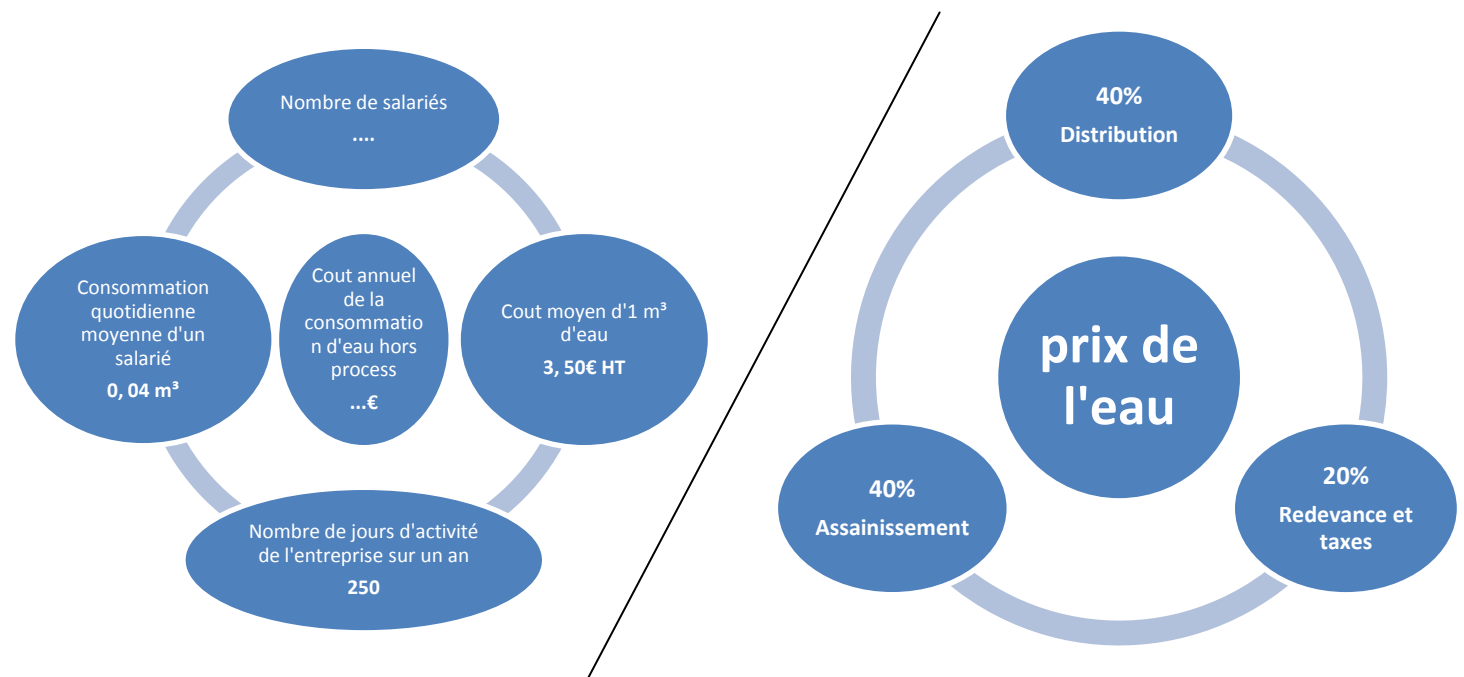 Nombre de salariés
....
Consommation
quotidienne
moyenne d'un
salarié
0, 04 m³
Cout annuel
de la
consommatio
n d'eau hors
process
...€
Cout moyen d'1 m³
d'eau
3, 50€ HT
Nombre de jours d'activité
de l'entreprise sur un an
250
40%
Distribution
prix de
l'eau
40%
Assainissement
20%
Redevance et
taxes